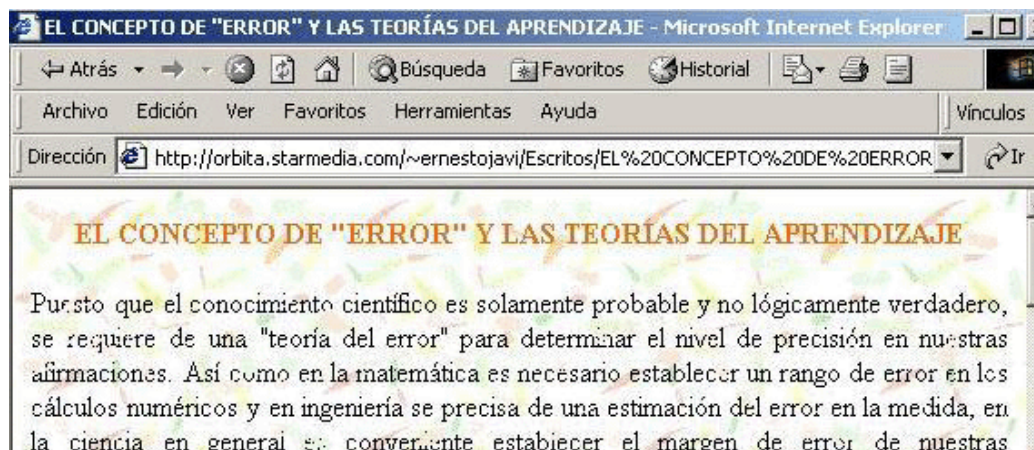 EL CONCEPTO DE "ERROR" Y LAS TEORÍAS DEL APRENDIZAJE - Microsoft Internet Explorer
Atrás Búsqueda Favoritos Historial
Archivo Edición Ver Favoritos Herramientas Ayuda Vínculos
Dirección http://orbita.starmedia.com/~ernestojavi/Escritos/EL%20CONCEPTO%20DE%20ERROR Ir
EL CONCEPTO DE "ERROR" Y LAS TEORÍAS DEL APRENDIZAJE
Puesto que el conocimiento científico es solamente probable y no lógicamente verdadero,
se requiere de una "teoría del error" para determinar el nivel de precisión en nuestras
afirmaciones. Así como en la matemática es necesario establecer un rango de error en los
cálculos numéricos y en ingeniería se precisa de una estimación del error en la medida, en
la ciencia en general es conveniente establecer el margen de error de nuestras